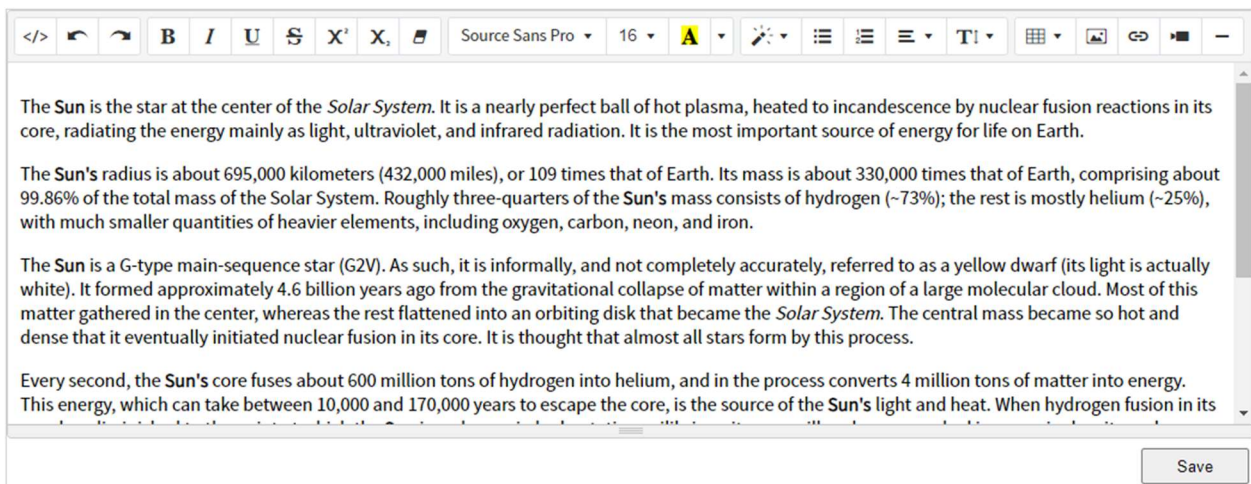 </> B I U S X² X₂ Source Sans Pro 16 A T
The Sun is the star at the center of the Solar System. It is a nearly perfect ball of hot plasma, heated to incandescence by nuclear fusion reactions in its
core, radiating the energy mainly as light, ultraviolet, and infrared radiation. It is the most important source of energy for life on Earth.
The Sun's radius is about 695,000 kilometers (432,000 miles), or 109 times that of Earth. Its mass is about 330,000 times that of Earth, comprising about
99.86% of the total mass of the Solar System. Roughly three-quarters of the Sun's mass consists of hydrogen (~73%); the rest is mostly helium (~25%),
with much smaller quantities of heavier elements, including oxygen, carbon, neon, and iron.
The Sun is a G-type main-sequence star (G2V). As such, it is informally, and not completely accurately, referred to as a yellow dwarf (its light is actually
white). It formed approximately 4.6 billion years ago from the gravitational collapse of matter within a region of a large molecular cloud. Most of this
matter gathered in the center, whereas the rest flattened into an orbiting disk that became the Solar System. The central mass became so hot and
dense that it eventually initiated nuclear fusion in its core. It is thought that almost all stars form by this process.
Every second, the Sun's core fuses about 600 million tons of hydrogen into helium, and in the process converts 4 million tons of matter into energy.
This energy, which can take between 10,000 and 170,000 years to escape the core, is the source of the Sun's light and heat. When hydrogen fusion in its
Save